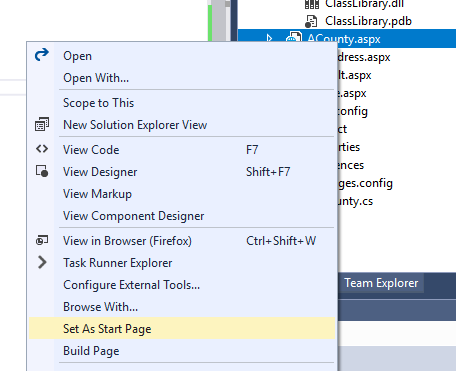 ClassLibrary.dll
ClassLibrary.pdb
ACounty.aspx
Open
Open With...
Scope to This
New Solution Explorer View
View Code F7
View Designer Shift+F7
View Markup
View Component Designer
View in Browser (Firefox) Ctrl+Shift+W
Task Runner Explorer
Configure External Tools...
Browse With...
Set As Start Page
Build Page
dress.aspx
lt.aspx
e.aspx
config
ct
rties
ences
ages.config
unty.cs
Team Explorer